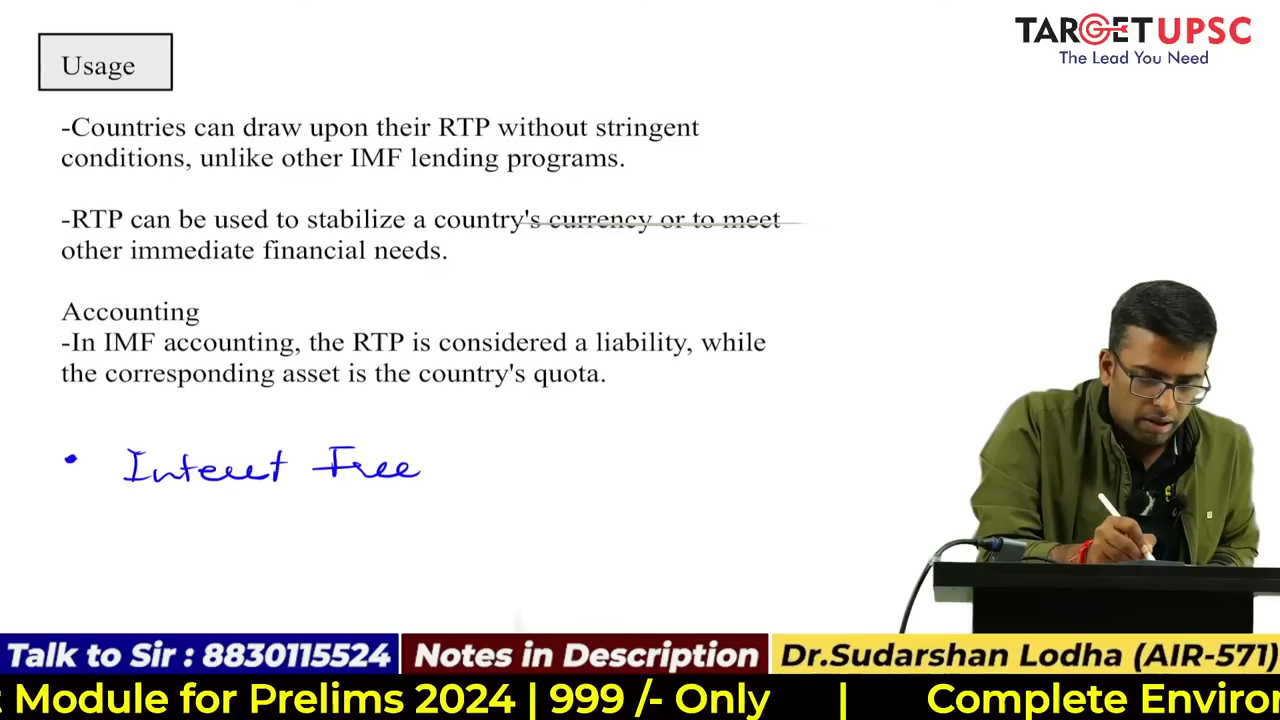 TARGET UPSC
The Lead You Need
Usage
-Countries can draw upon their RTP without stringent
conditions, unlike other IMF lending programs.
-RTP can be used to stabilize a country's currency or to meet
other immediate financial needs.
Accounting
-In IMF accounting, the RTP is considered a liability, while
the corresponding asset is the country's quota.
• Interest Free
Talk to Sir : 8830115524 Notes in Description Dr.Sudarshan Lodha (AIR-571)
Module for Prelims 2024 | 999 /- Only | Complete